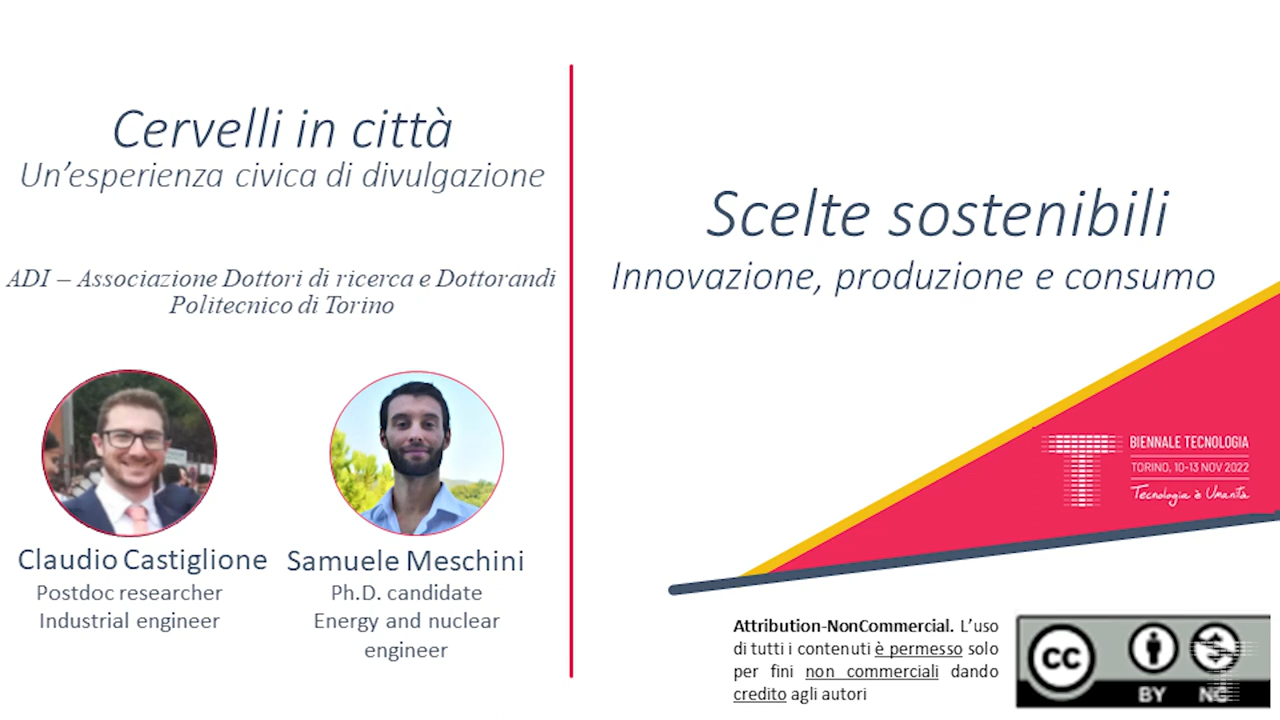 Cervelli in città
Un'esperienza civica di divulgazione
ADI – Associazione Dottori di ricerca e Dottorandi
Politecnico di Torino
Claudio Castiglione
Postdoc researcher
Industrial engineer
Samuele Meschini
Ph.D. candidate
Energy and nuclear
engineer
Scelte sostenibili
Innovazione, produzione e consumo
BIENNALE TECNOLOGIA
TORINO, 10-13 NOV 2022
Tecnologia è Umanità
Attribution-NonCommercial. L'uso
di tutti i contenuti è permesso solo
per fini non commerciali dando
credito agli autori
CC
BY NC